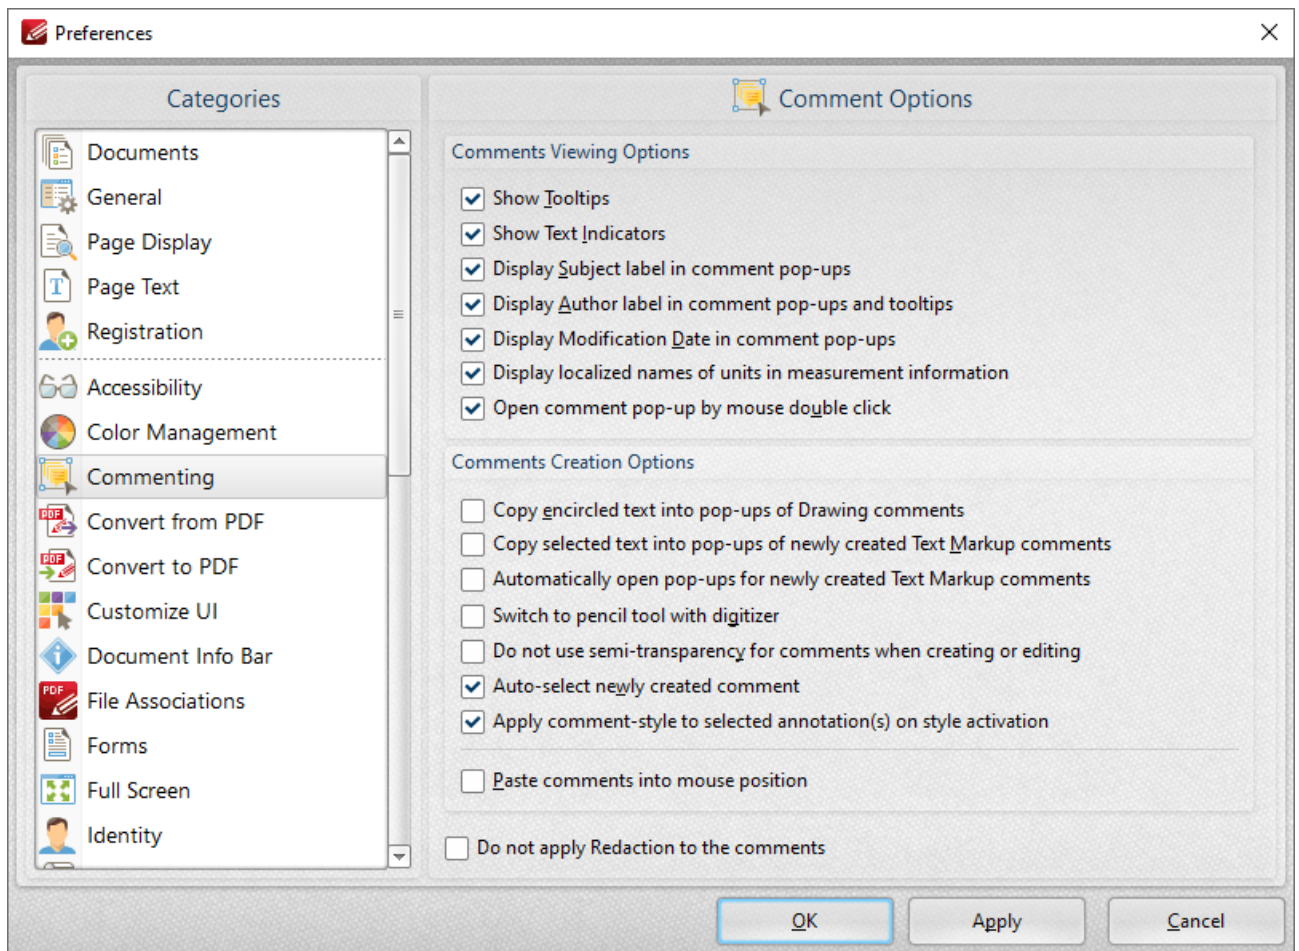 Preferences
Categories
Documents
General
Page Display
Page Text
Registration
Accessibility
Color Management
Commenting
Convert from PDF
Convert to PDF
Customize UI
Document Info Bar
File Associations
Forms
Full Screen
Identity
Comment Options
Comments Viewing Options
Show Tooltips
Show Text Indicators
Display Subject label in comment pop-ups
Display Author label in comment pop-ups and tooltips
Display Modification Date in comment pop-ups
Display localized names of units in measurement information
Open comment pop-up by mouse double click
Comments Creation Options
Copy encircled text into pop-ups of Drawing comments
Copy selected text into pop-ups of newly created Text Markup comments
Automatically open pop-ups for newly created Text Markup comments
Switch to pencil tool with digitizer
Do not use semi-transparency for comments when creating or editing
Auto-select newly created comment
Apply comment-style to selected annotation(s) on style activation
Paste comments into mouse position
Do not apply Redaction to the comments
OK
Apply
Cancel